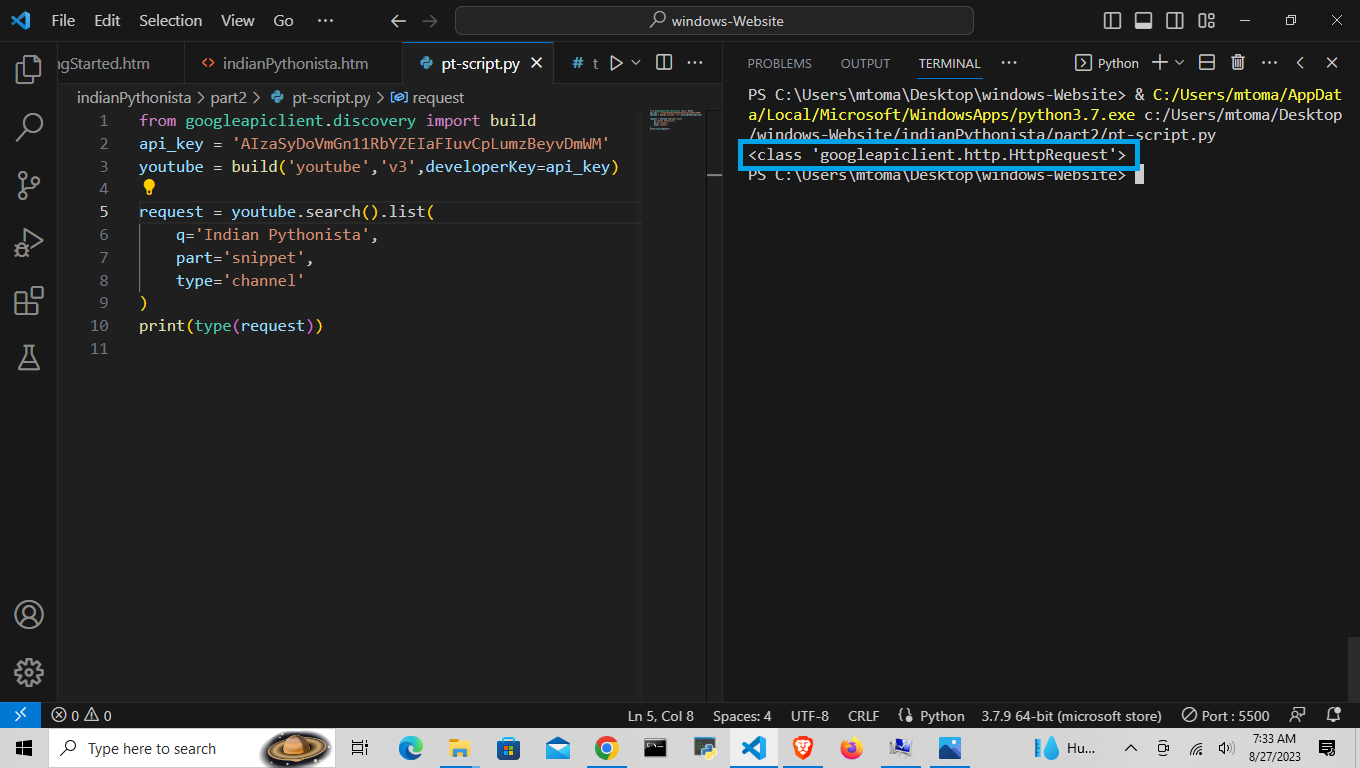 File Edit Selection View Go ··· windows-Website
ngStarted.htm indianPythonista.htm pt-script.py # t
indianPythonista > part2 > pt-script.py > request
1 from googleapiclient.discovery import build
2 api_key = 'AIzaSyDoVmGn11RbYZEIaFIuvCpLumzBeyvDmWM'
3 youtube = build('youtube','v3',developerKey=api_key)
4
5 request = youtube.search().list(
6     q='Indian Pythonista',
7     part='snippet',
8     type='channel'
9 )
10 print(type(request))
11
PROBLEMS OUTPUT TERMINAL ··· Python
PS C:\Users\mtoma\Desktop\windows-Website> & C:/Users/mtoma/AppDat
a/Local/Microsoft/WindowsApps/python3.7.exe c:/Users/mtoma/Desktop
/windows-Website/indianPythonista/part2/pt-script.py
<class 'googleapiclient.http.HttpRequest'>
PS C:\Users\mtoma\Desktop\windows-Website>
0 0 Ln 5, Col 8 Spaces: 4 UTF-8 CRLF Python 3.7.9 64-bit (microsoft store) Port : 5500
Type here to search Hu... 7:33 AM
8/27/2023